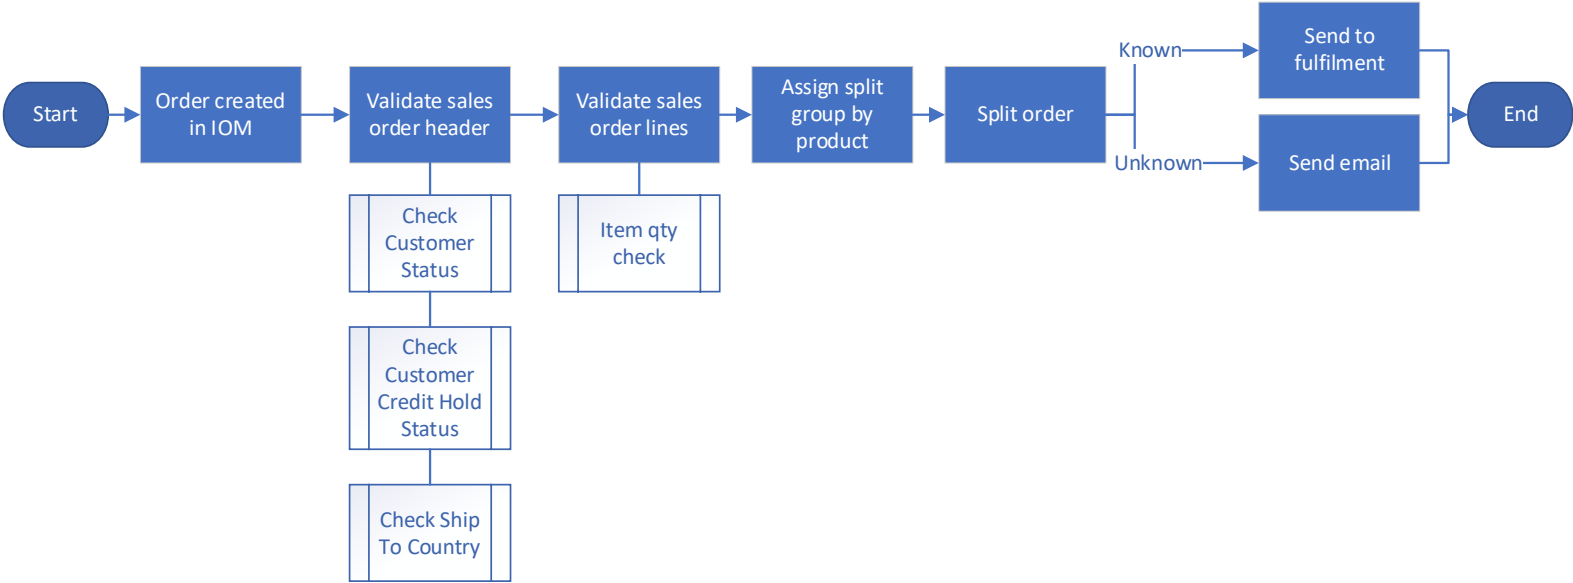 Start
Order created
in IOM
Validate sales
order header
Validate sales
order lines
Assign split
group by
product
Split order
Known
Unknown
Send to
fulfilment
Send email
End
Check
Customer
Status
Item qty
check
Check
Customer
Credit Hold
Status
Check Ship
To Country